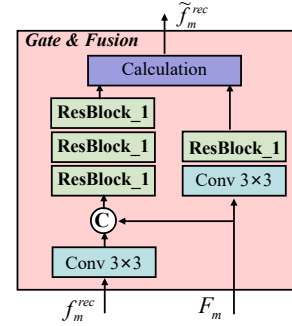 f̃_m^{rec}
Gate & Fusion
Calculation
ResBlock_1
ResBlock_1
ResBlock_1
ResBlock_1
Conv 3×3
C
Conv 3×3
f_m^{rec}
F_m